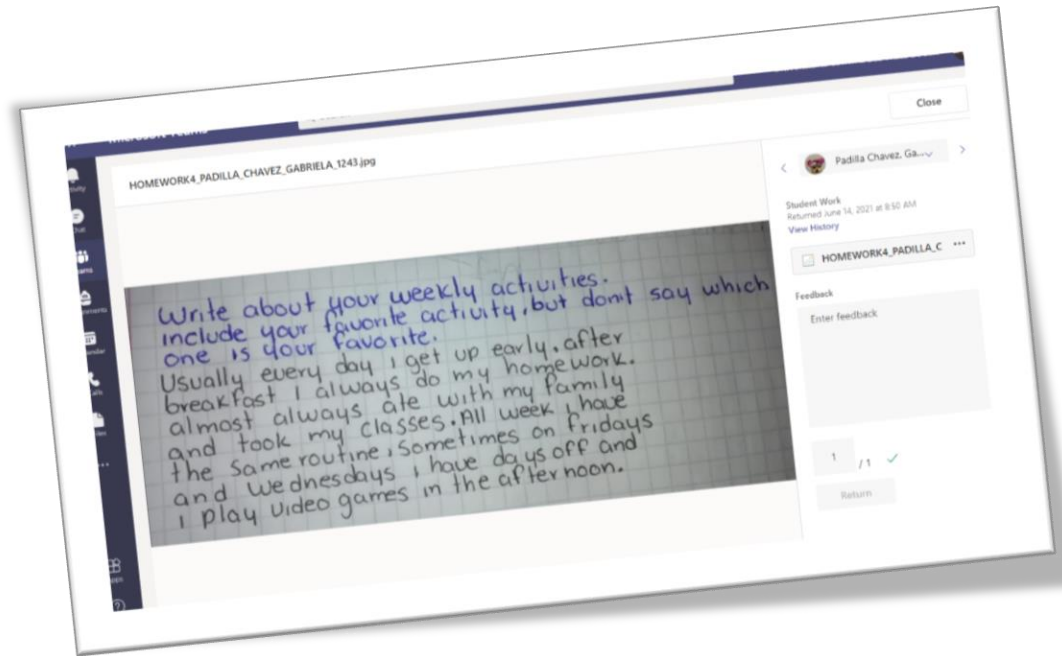 Microsoft Teams
Close
HOMEWORK4_PADILLA_CHAVEZ_GABRIELA_1243.jpg
Padilla Chavez, Ga...
Student Work
Returned June 14, 2021 at 8:50 AM
View History
HOMEWORK4_PADILLA_C ...
Feedback
Enter feedback
Write about your weekly activities.
include your favorite activity, but dont say which
one is your favorite.
Usually every day i get up early, after
breakfast I always do my homework.
almost always ate with my family
and took my classes. All week i have
the same routine, sometimes on fridays
and wednesdays i have days off and
i play video games in the afternoon.
1 / 1
Return